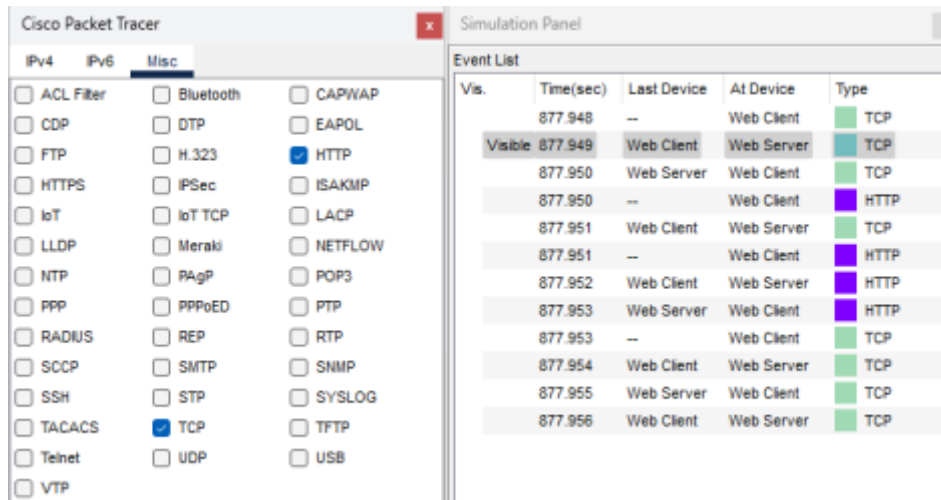 Cisco Packet Tracer
x
IPv4 IPv6 Misc
ACL Filter Bluetooth CAPWAP
CDP DTP EAPOL
FTP H.323 HTTP
HTTPS IPSec ISAKMP
IoT IoT TCP LACP
LLDP Meraki NETFLOW
NTP PAgP POP3
PPP PPPoED PTP
RADIUS REP RTP
SCCP SMTP SNMP
SSH STP SYSLOG
TACACS TCP TFTP
Telnet UDP USB
VTP
Simulation Panel
Event List
Vis. Time(sec) Last Device At Device Type
877.948 -- Web Client TCP
Visible 877.949 Web Client Web Server TCP
877.950 Web Server Web Client TCP
877.950 -- Web Client HTTP
877.951 Web Client Web Server TCP
877.951 -- Web Client HTTP
877.952 Web Client Web Server HTTP
877.953 Web Server Web Client HTTP
877.953 -- Web Client TCP
877.954 Web Client Web Server TCP
877.955 Web Server Web Client TCP
877.956 Web Client Web Server TCP